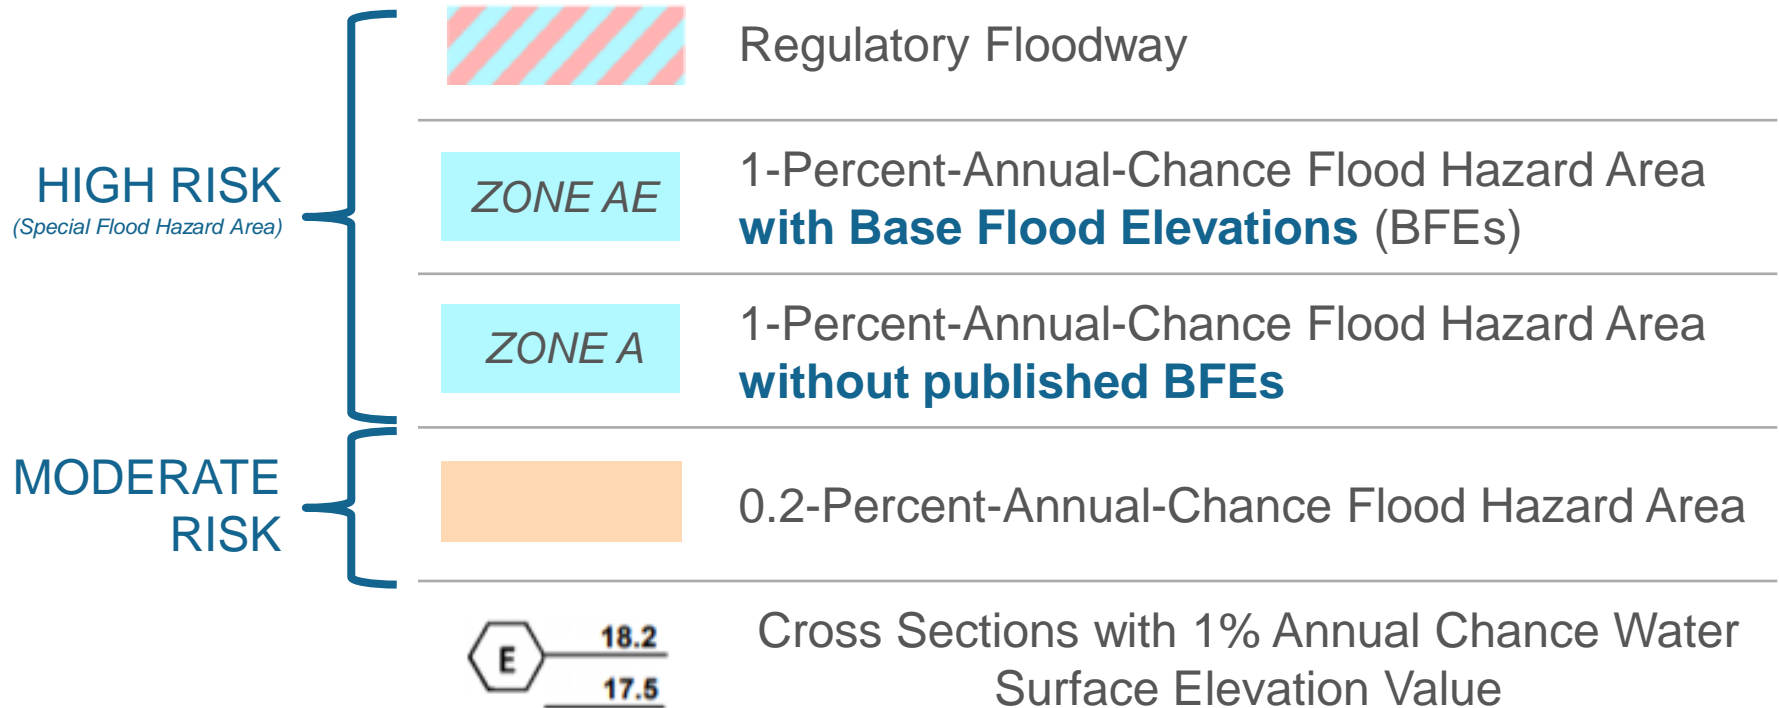 Regulatory Floodway
HIGH RISK
(Special Flood Hazard Area)
ZONE AE
1-Percent-Annual-Chance Flood Hazard Area
with Base Flood Elevations (BFEs)
ZONE A
1-Percent-Annual-Chance Flood Hazard Area
without published BFEs
MODERATE
RISK
0.2-Percent-Annual-Chance Flood Hazard Area
E
18.2
17.5
Cross Sections with 1% Annual Chance Water
Surface Elevation Value